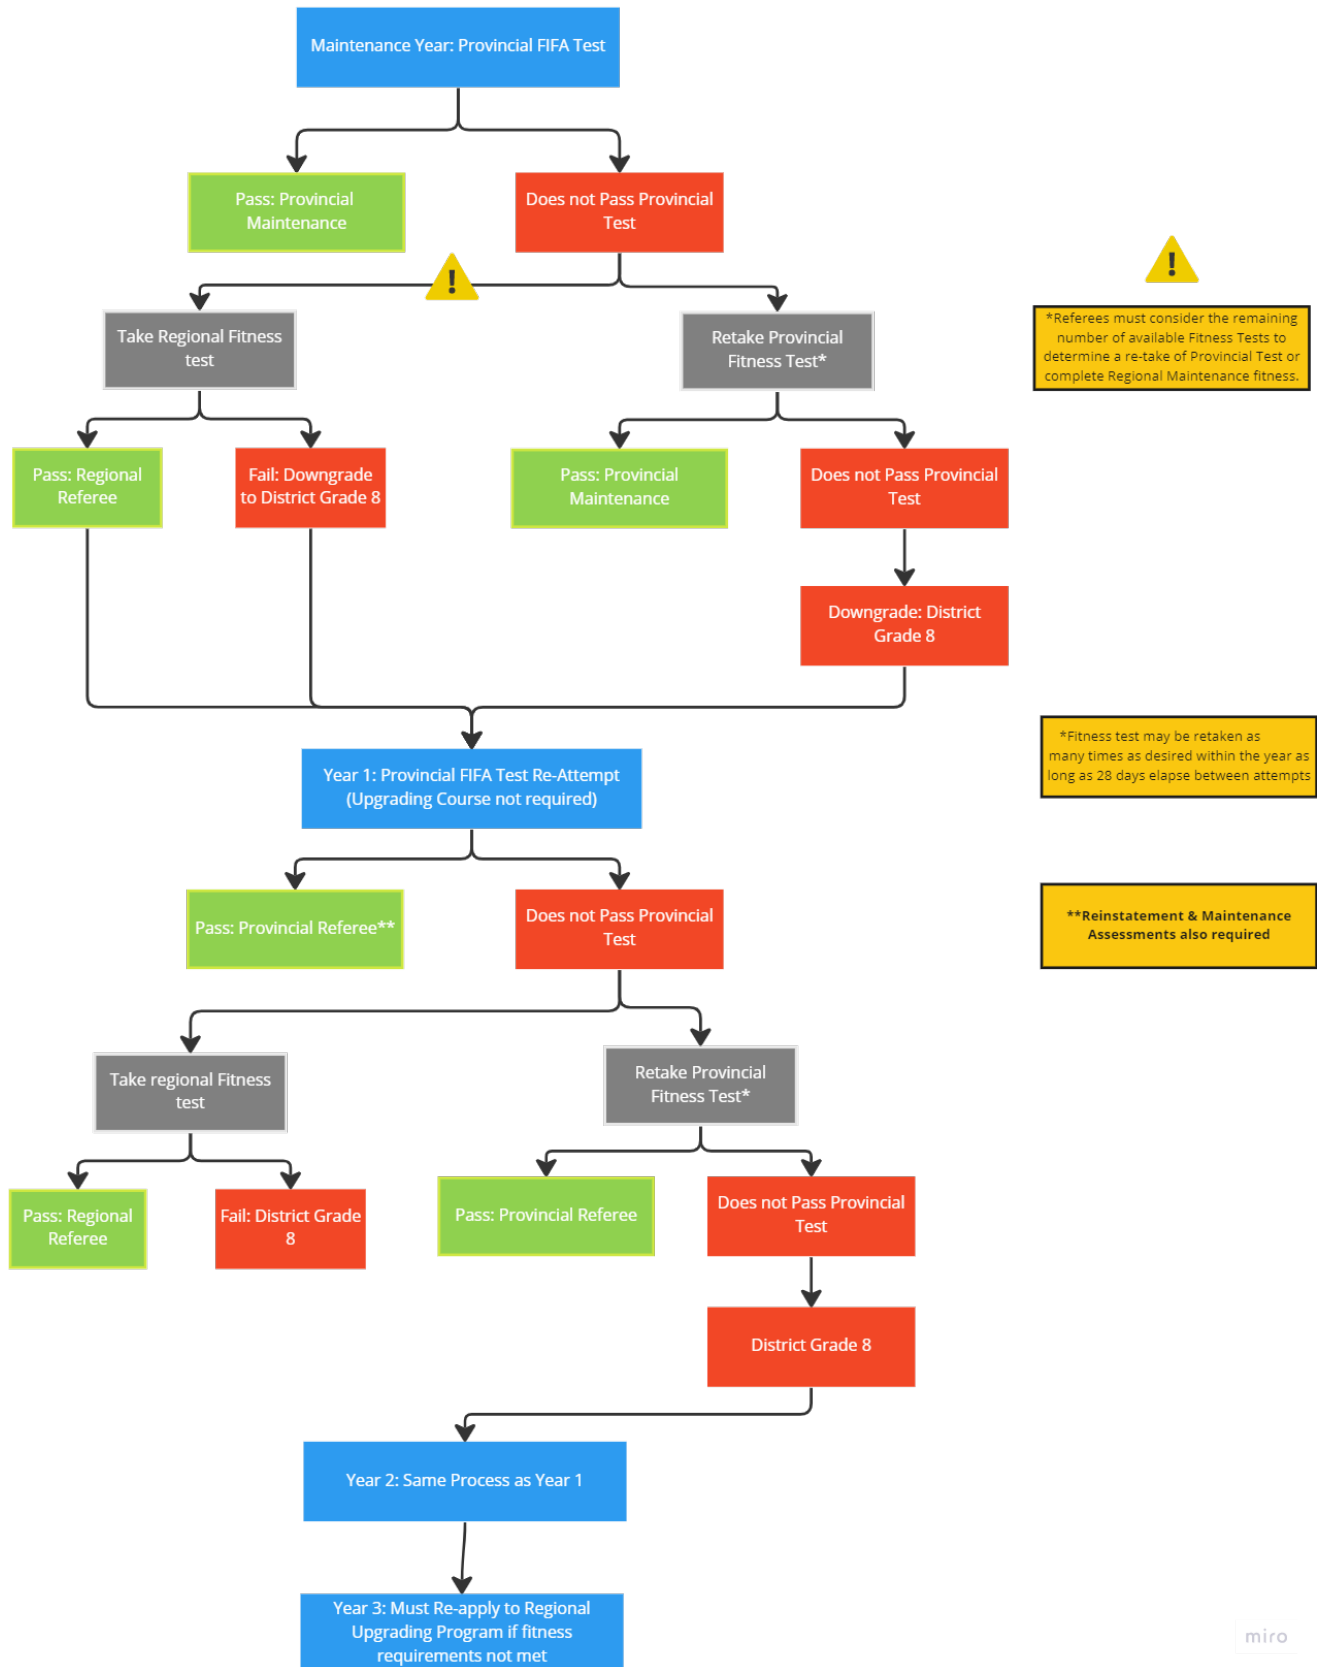 Maintenance Year: Provincial FIFA Test
Pass: Provincial
Maintenance
Does not Pass Provincial
Test
Take Regional Fitness
test
Retake Provincial
Fitness Test*
*Referees must consider the remaining
number of available Fitness Tests to
determine a re-take of Provincial Test or
complete Regional Maintenance fitness.
Pass: Regional
Referee
Fail: Downgrade
to District Grade 8
Pass: Provincial
Maintenance
Does not Pass Provincial
Test
Downgrade: District
Grade 8
Year 1: Provincial FIFA Test Re-Attempt
(Upgrading Course not required)
*Fitness test may be retaken as
many times as desired within the year as
long as 28 days elapse between attempts
Pass: Provincial Referee**
Does not Pass Provincial
Test
**Reinstatement & Maintenance
Assessments also required
Take regional Fitness
test
Retake Provincial
Fitness Test*
Pass: Regional
Referee
Fail: District Grade
8
Pass: Provincial Referee
Does not Pass Provincial
Test
District Grade 8
Year 2: Same Process as Year 1
Year 3: Must Re-apply to Regional
Upgrading Program if fitness
requirements not met
miro